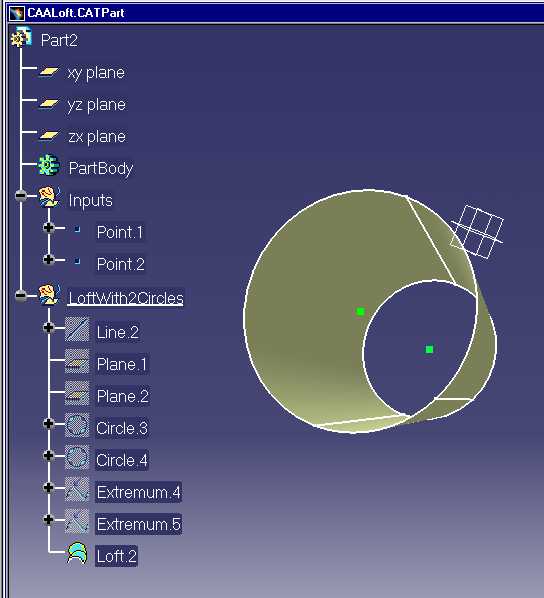 CAALoft.CATPart
Part2
xy plane
yz plane
zx plane
PartBody
Inputs
Point.1
Point.2
LoftWith2Circles
Line.2
Plane.1
Plane.2
Circle.3
Circle.4
Extremum.4
Extremum.5
Loft.2